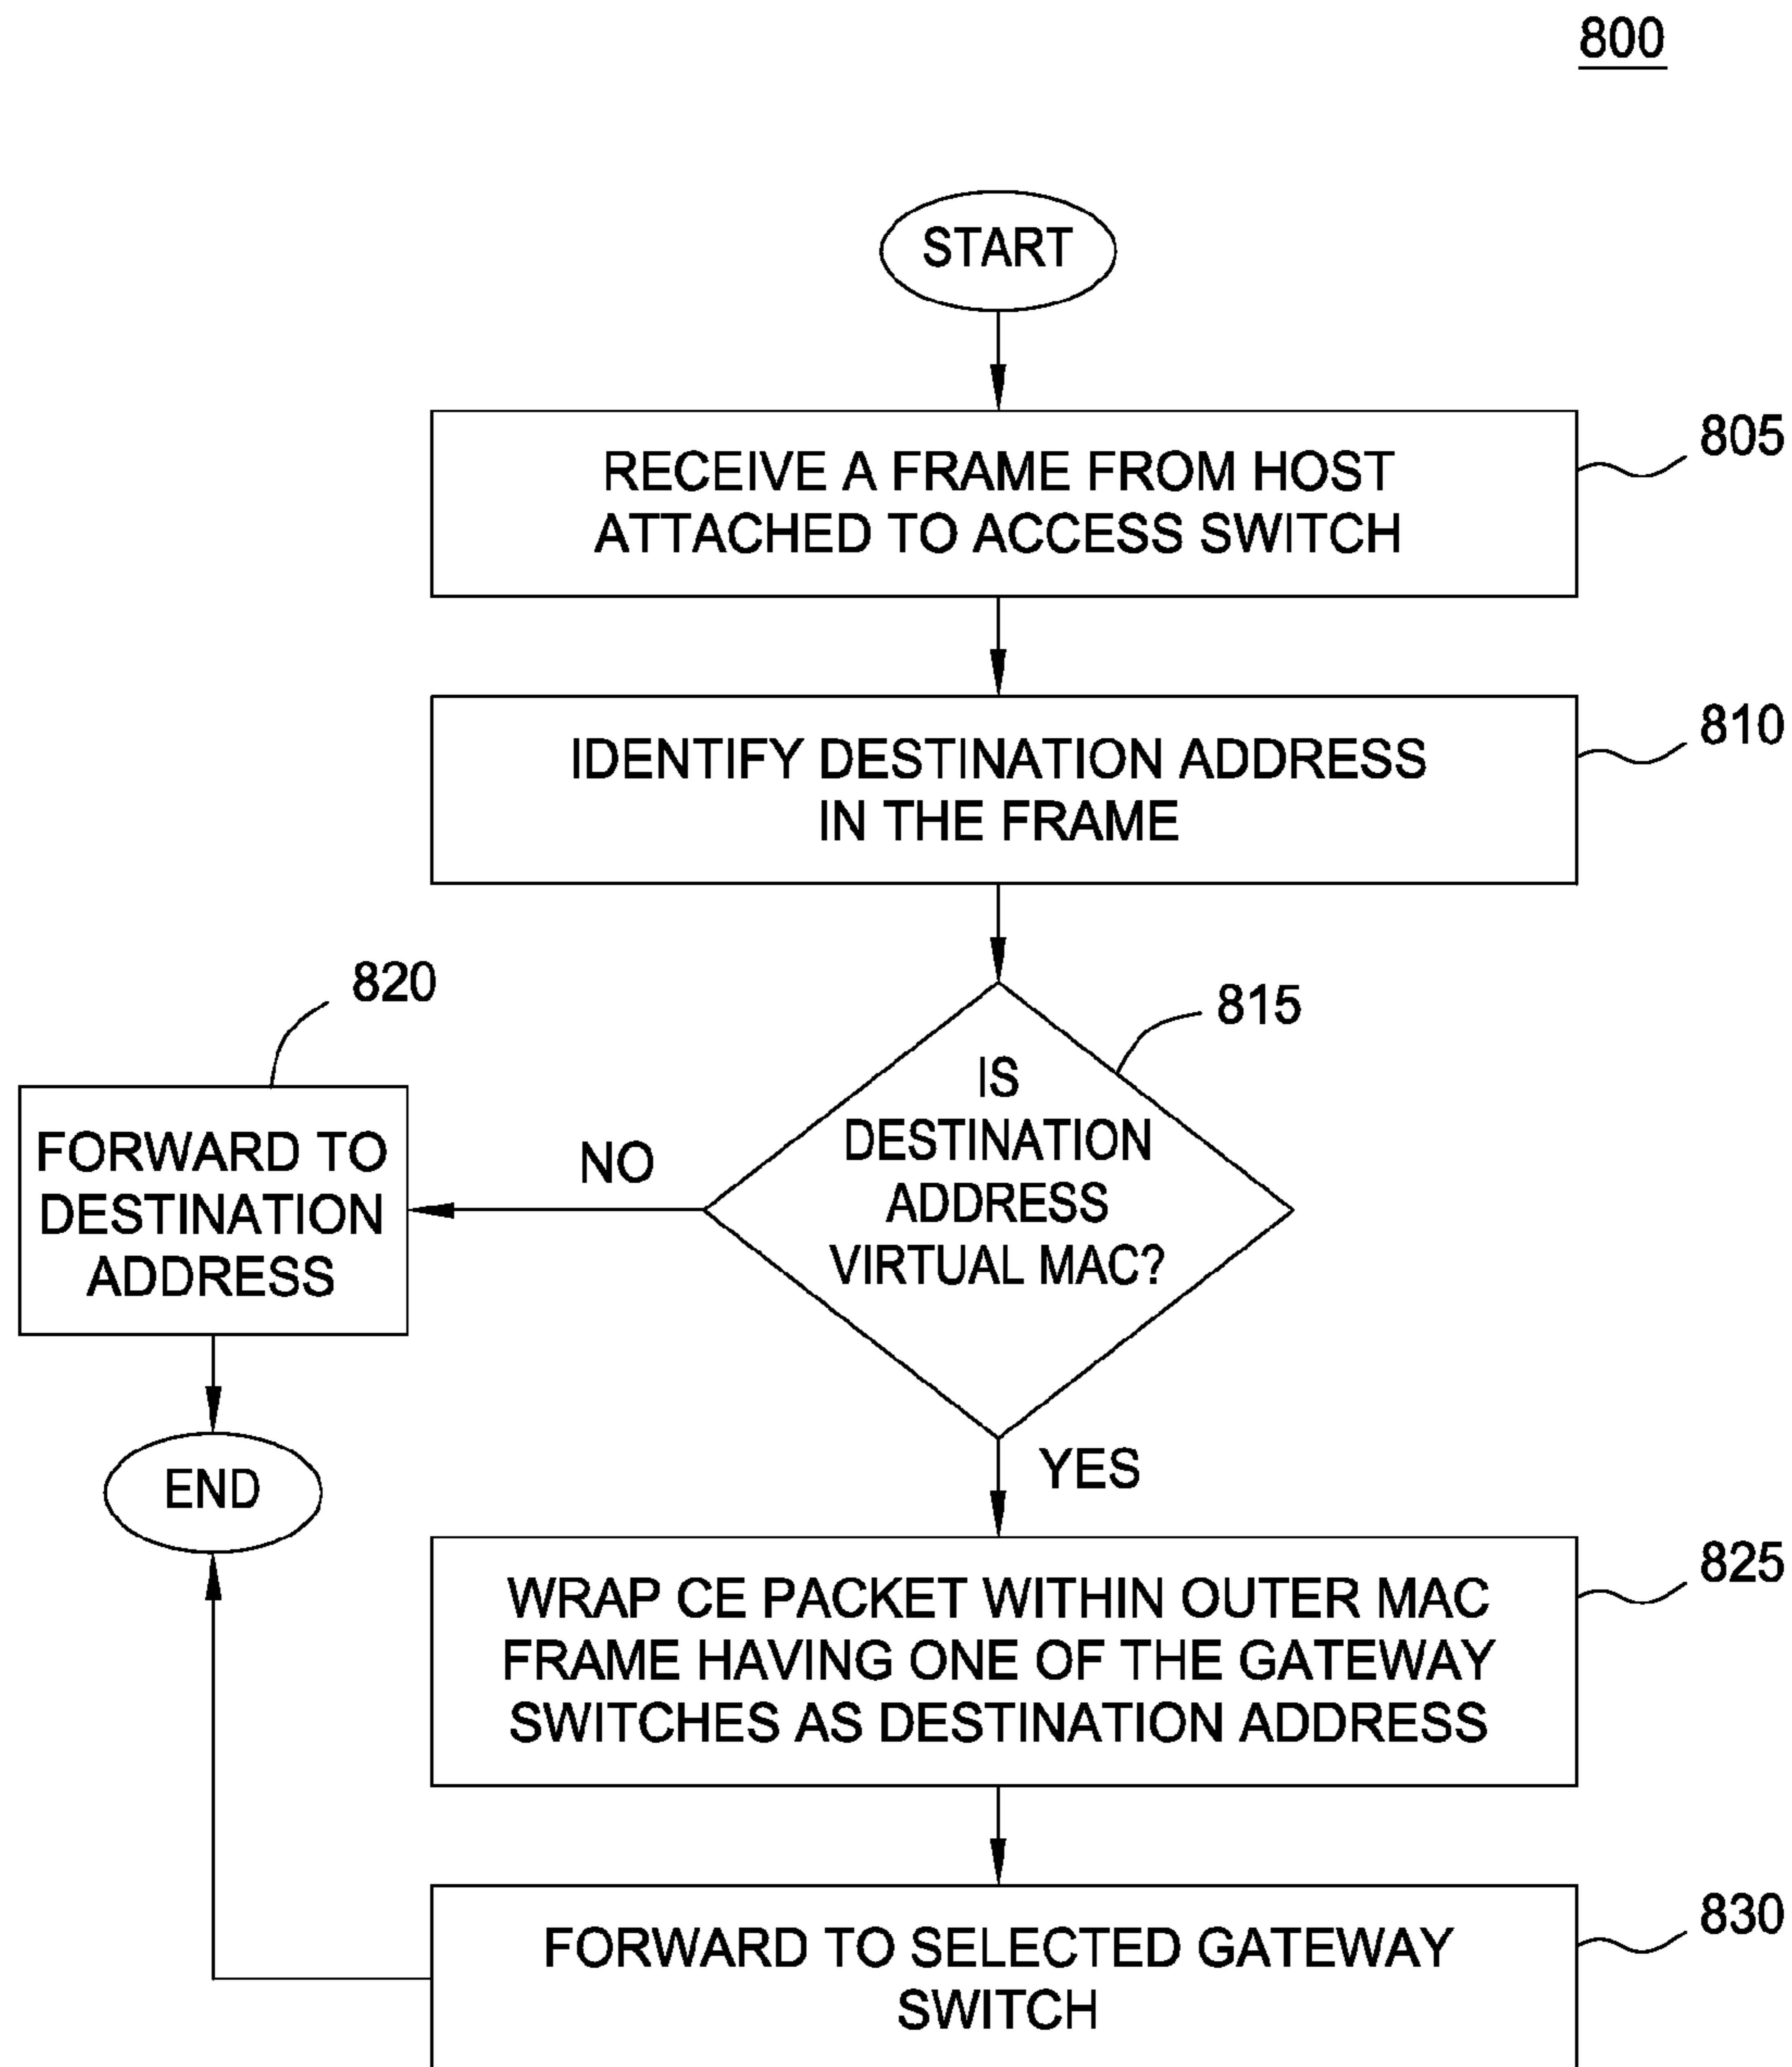 800
START
RECEIVE A FRAME FROM HOST
ATTACHED TO ACCESS SWITCH
805
IDENTIFY DESTINATION ADDRESS
IN THE FRAME
810
820
815
IS
DESTINATION
ADDRESS
VIRTUAL MAC?
NO
FORWARD TO
DESTINATION
ADDRESS
END
YES
WRAP CE PACKET WITHIN OUTER MAC
FRAME HAVING ONE OF THE GATEWAY
SWITCHES AS DESTINATION ADDRESS
825
FORWARD TO SELECTED GATEWAY
SWITCH
830